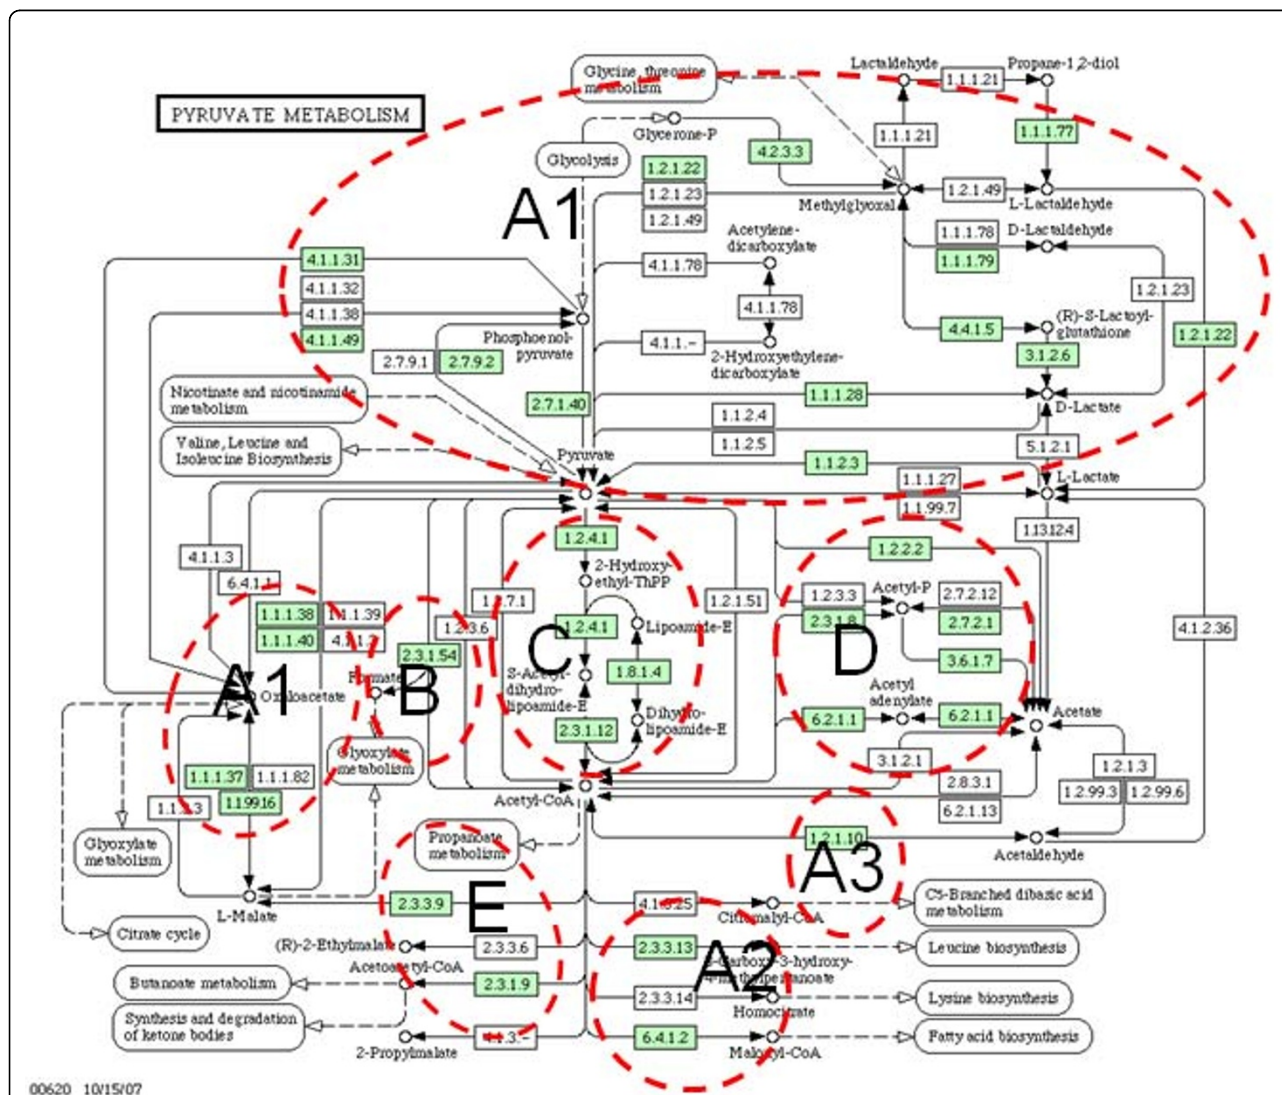 Glycine, threonine
metabolism
Lactaldehyde
1.1.1.21
Propane-1,2-diol
PYRUVATE METABOLISM
Glycerone-P
1.1.1.21
1.1.1.77
Glycolysis
4.2.3.3
1.2.1.22
1.2.1.23
1.2.1.49
A1
Methylglyoxal
1.2.1.49
L-Lactaldehyde
Acetylene-
dicarboxylate
1.1.1.78
1.1.1.79
D-Lactaldehyde
4.1.1.31
4.1.1.32
4.1.1.38
4.1.1.49
4.1.1.78
4.1.1.78
1.2.1.23
Phosphoenol-
pyruvate
4.1.1.-
2-Hydroxyethylene-
dicarboxylate
4.4.1.5
(R)-S-Lactoyl-
glutathione
1.2.1.22
2.7.9.1
2.7.9.2
3.1.2.6
Nicotinate and nicotinamide
metabolism
2.7.1.40
1.1.1.28
D-Lactate
1.1.2.4
1.1.2.5
Valine, Leucine and
Isoleucine Biosynthesis
Pyruvate
1.1.2.3
5.1.2.1
1.1.1.27
1.1.99.7
L-Lactate
4.1.1.3
6.4.1.1
1.2.4.1
2-Hydroxy-
ethyl-ThPP
1.2.2.2
1.13.12.4
1.1.1.38
1.1.1.39
1.1.1.40
1.2.3.6
1.2.4.1
Lipoamide-E
1.2.1.51
1.2.3.3
2.3.1.8
Acetyl-P
2.7.2.12
2.7.2.1
4.1.2.36
2.3.1.54
C
D
1.8.1.4
3.6.1.7
A1
Oxaloacetate
B
dihydro-
lipoamide-E
Dihydro-
lipoamide-E
2.3.1.12
Acetyl
adenylate
6.2.1.1
6.2.1.1
Acetate
1.1.1.37
1.1.1.82
1.1.99.16
Glyoxylate
metabolism
3.1.2.1
2.8.3.1
6.2.1.13
1.2.1.3
1.2.99.3
1.2.99.6
Acetyl-CoA
Glyoxylate
metabolism
Propanoate
metabolism
1.2.1.10
Acetaldehyde
A3
L-Malate
2.3.3.9
E
Citramalyl-CoA
C5-Branched dibasic acid
metabolism
Citrate cycle
(R)-2-Ethylmalate
2.3.3.6
2.3.3.13
Leucine biosynthesis
Acetoacetyl-CoA
A2
Butanoate metabolism
2.3.1.9
2.3.3.14
Homocitrate
Lysine biosynthesis
Synthesis and degradation
of ketone bodies
2-Propylmalate
4.1.3.-
6.4.1.2
Malonyl-CoA
Fatty acid biosynthesis
00620 10/15/07